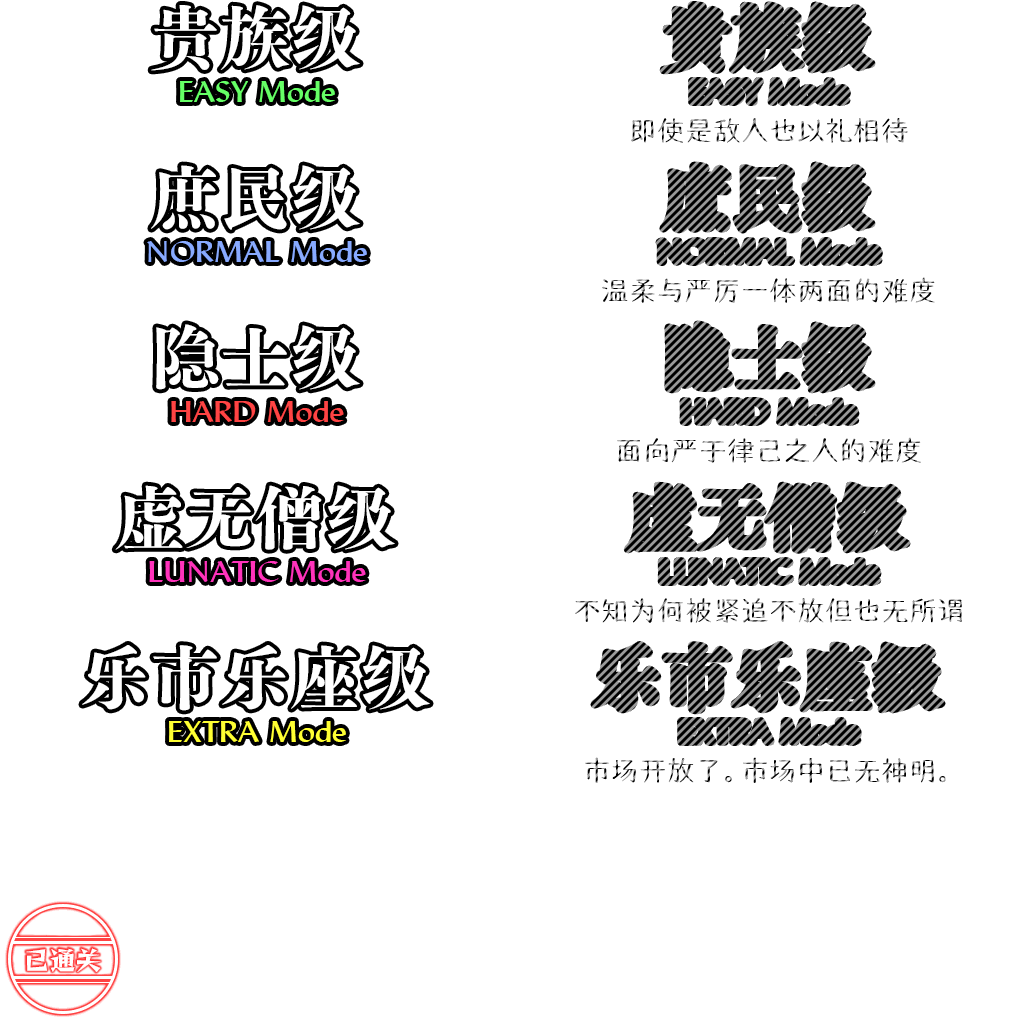 贵族级
EASY Mode
贵族级
EASY Mode
即使是敌人也以礼相待
庶民级
NORMAL Mode
庶民级
NORMAL Mode
温柔与严厉一体两面的难度
隐士级
HARD Mode
隐士级
HARD Mode
面向严于律己之人的难度
虚无僧级
LUNATIC Mode
虚无僧级
LUNATIC Mode
不知为何被紧追不放但也无所谓
乐市乐座级
EXTRA Mode
乐市乐座级
EXTRA Mode
市场开放了。市场中已无神明。
已通关